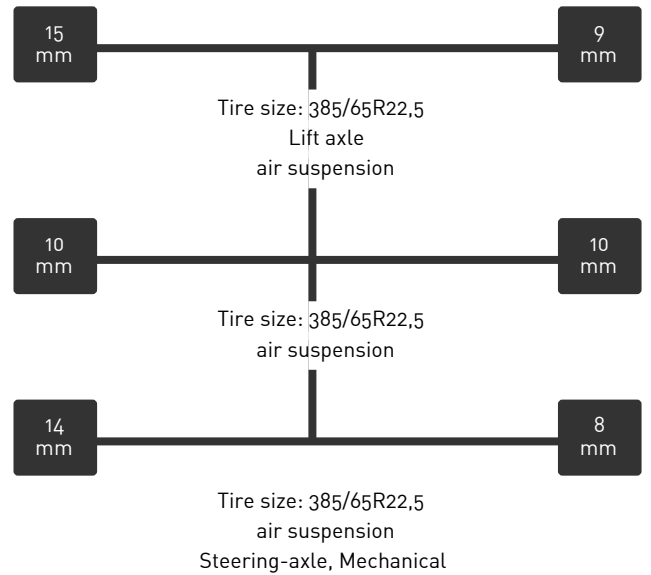 15
mm
9
mm
Tire size: 385/65R22,5
Lift axle
air suspension
10
mm
10
mm
Tire size: 385/65R22,5
air suspension
14
mm
8
mm
Tire size: 385/65R22,5
air suspension
Steering-axle, Mechanical